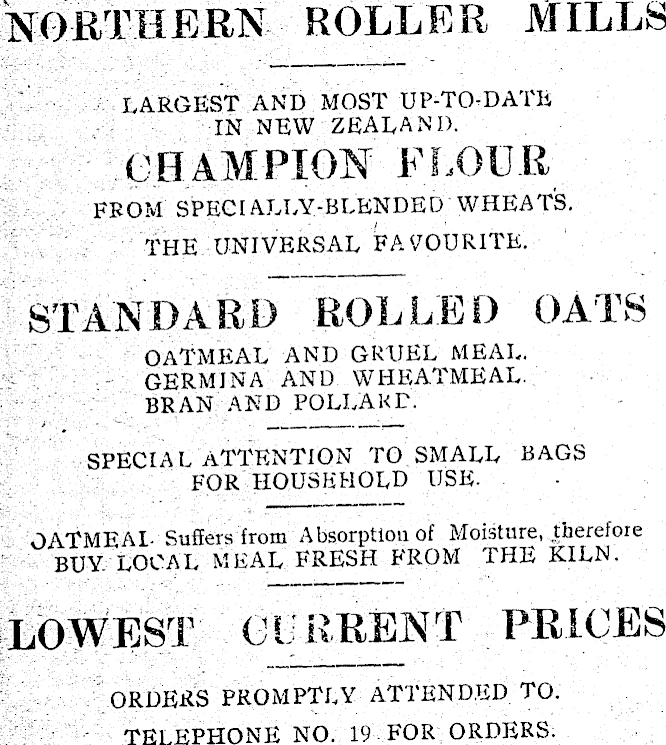 NORTHERN ROLLER MILLS
LARGEST AND MOST UP-TO-DATE
IN NEW ZEALAND.
CHAMPION FLOUR
FROM SPECIALLY-BLENDED WHEATS.
THE UNIVERSAL FAVOURITE.
STANDARD ROLLED OATS
OATMEAL AND GRUEL MEAL.
GERMINA AND WHEATMEAL.
BRAN AND POLLARD.
SPECIAL ATTENTION TO SMALL BAGS
FOR HOUSEHOLD USE.
OATMEAL Suffers from Absorption of Moisture, therefore
BUY LOCAL MEAL FRESH FROM THE KILN.
LOWEST CURRENT PRICES
ORDERS PROMPTLY ATTENDED TO.
TELEPHONE NO. 19 FOR ORDERS.